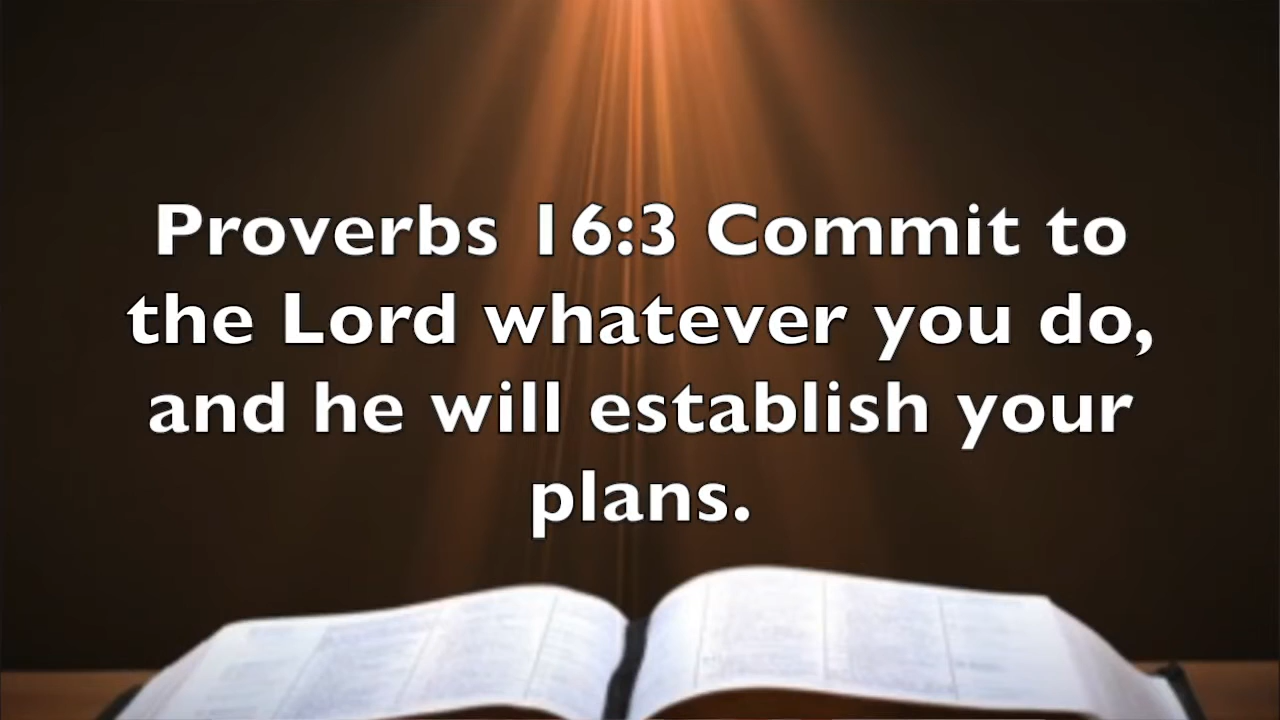 Proverbs 16:3 Commit to
the Lord whatever you do,
and he will establish your
plans.